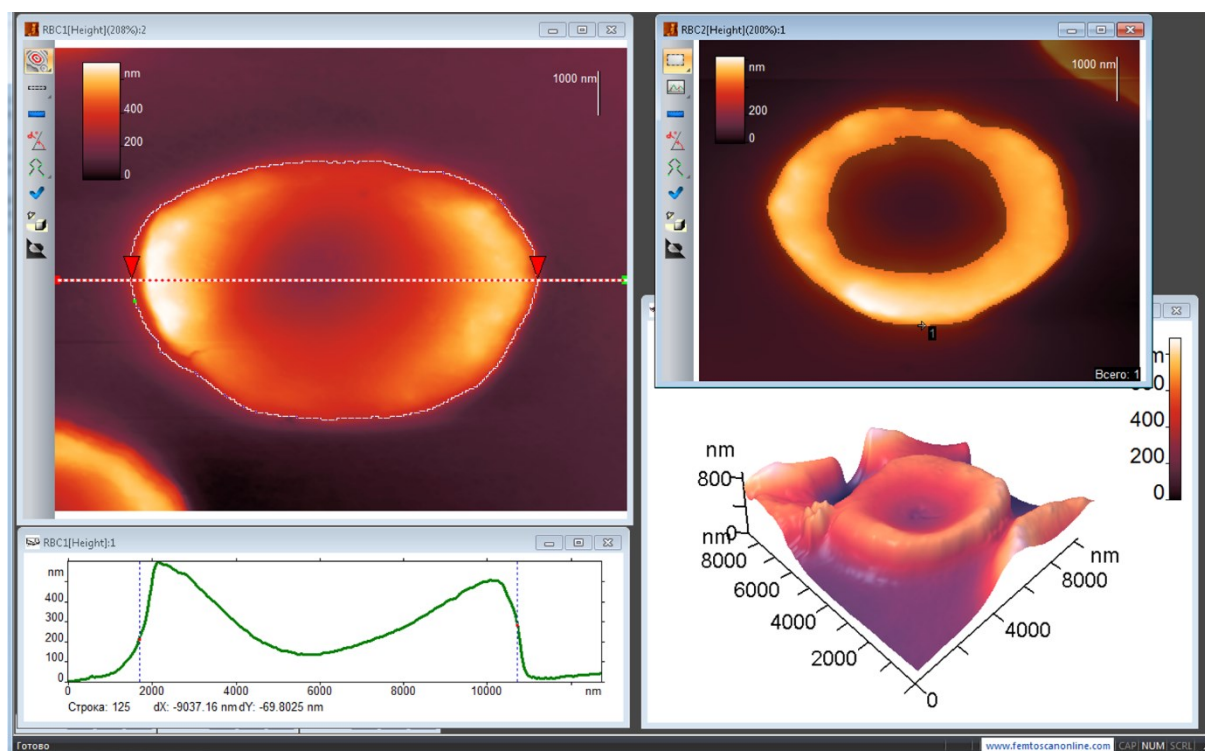 RBC1[Height](208%):2
nm
400
200
0
1000 nm
RBC2[Height](200%):1
nm
200
0
1000 nm
1
Всего: 1
RBC1[Height]:1
nm
400
300
200
100
0
0 2000 4000 6000 8000 10000 nm
Строка: 125 dX: -9037.16 nm dY: -69.8025 nm
400
200
0
nm
800
0
nm
8000
6000
4000
2000
0
4000
8000
nm
Готово
www.femtoscanonline.com
CAP NUM SCRL